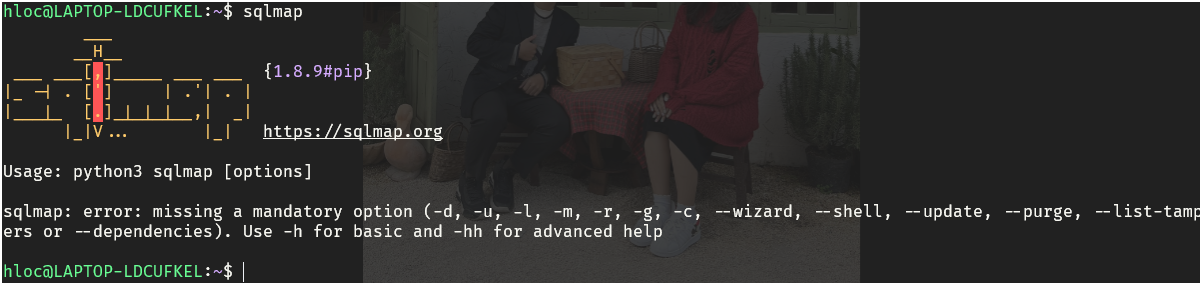 hloc@LAPTOP-LDCUFKEL:~$ sqlmap
        ___
       __H__
 ___ ___[,]_____ ___ ___  {1.8.9#pip}
|_ -| . [']     | .'| . |
|___|_  [.]_|_|_|__,|  _|
      |_|V...       |_|   https://sqlmap.org
Usage: python3 sqlmap [options]
sqlmap: error: missing a mandatory option (-d, -u, -l, -m, -r, -g, -c, --wizard, --shell, --update, --purge, --list-tamp
ers or --dependencies). Use -h for basic and -hh for advanced help
hloc@LAPTOP-LDCUFKEL:~$